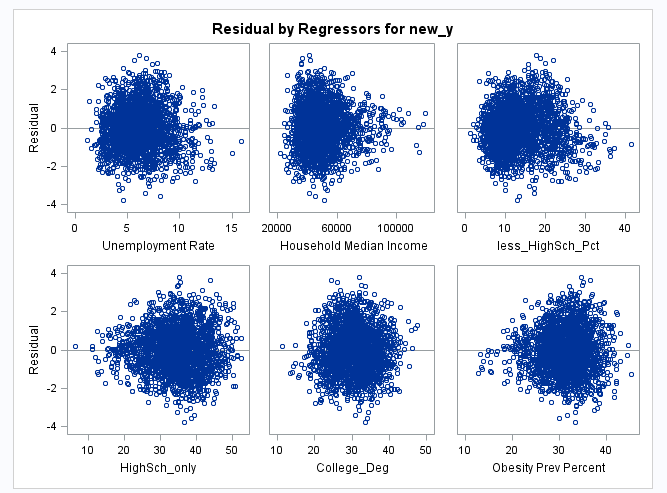 Residual by Regressors for new_y
4
2
0
-2
-4
Residual
0 5 10 15
20000 60000 100000
0 10 20 30 40
Unemployment Rate
Household Median Income
less_HighSch_Pct
4
2
0
-2
-4
Residual
10 20 30 40 50
10 20 30 40 50
10 20 30 40
HighSch_only
College_Deg
Obesity Prev Percent